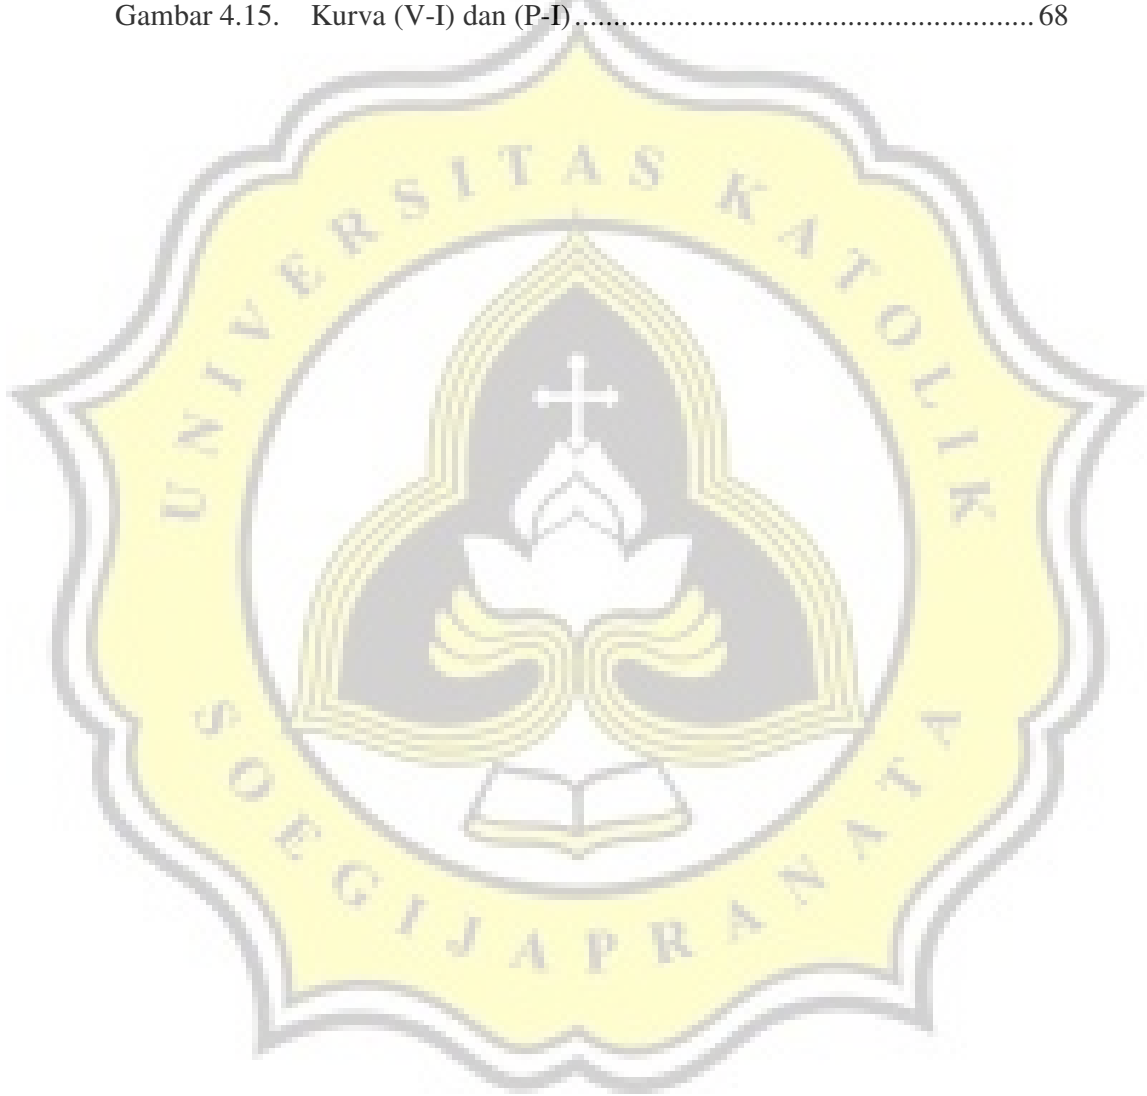 Gambar 4.15. Kurva (V-I) dan (P-I)............................................................68
UNIVERSITAS KATOLIK
SOEGIJAPRANATA